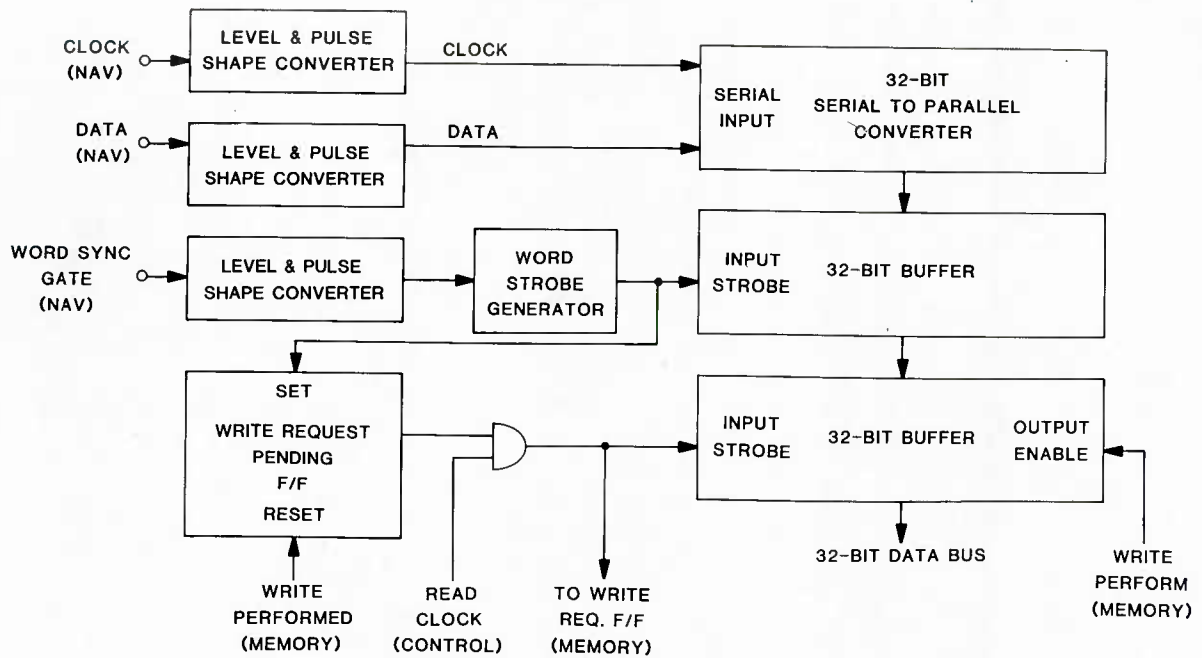 CLOCK
(NAV)
LEVEL & PULSE
SHAPE CONVERTER
CLOCK
DATA
(NAV)
LEVEL & PULSE
SHAPE CONVERTER
DATA
SERIAL
INPUT
32-BIT
SERIAL TO PARALLEL
CONVERTER
WORD SYNC
GATE
(NAV)
LEVEL & PULSE
SHAPE CONVERTER
WORD
STROBE
GENERATOR
INPUT
STROBE
32-BIT BUFFER
SET
WRITE REQUEST
PENDING
F/F
RESET
INPUT
STROBE
32-BIT BUFFER
OUTPUT
ENABLE
WRITE
PERFORMED
(MEMORY)
READ
CLOCK
(CONTROL)
TO WRITE
REQ. F/F
(MEMORY)
32-BIT DATA BUS
WRITE
PERFORM
(MEMORY)